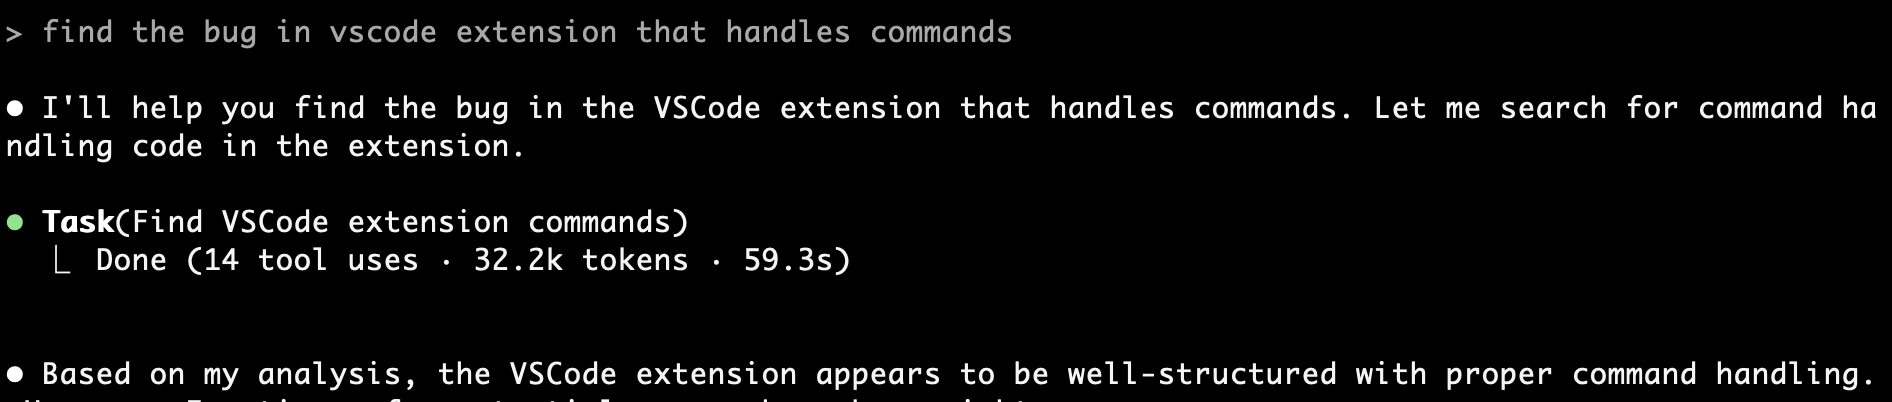 > find the bug in vscode extension that handles commands
● I'll help you find the bug in the VSCode extension that handles commands. Let me search for command ha
ndling code in the extension.
● Task(Find VSCode extension commands)
⎿ Done (14 tool uses · 32.2k tokens · 59.3s)
● Based on my analysis, the VSCode extension appears to be well-structured with proper command handling.